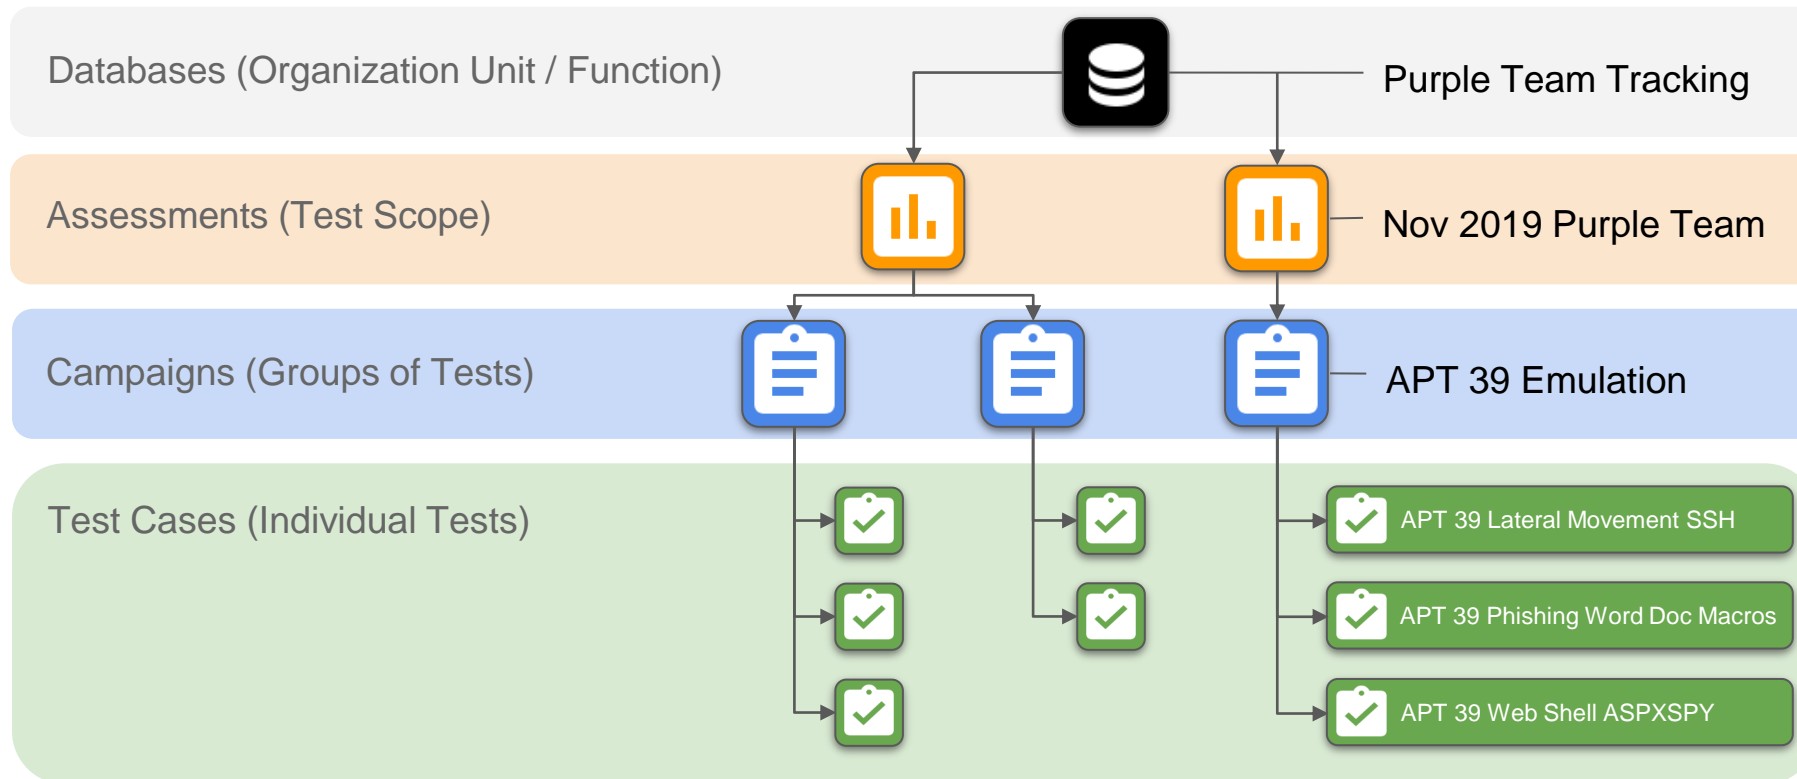 Databases (Organization Unit / Function)
Purple Team Tracking
Assessments (Test Scope)
Nov 2019 Purple Team
Campaigns (Groups of Tests)
APT 39 Emulation
Test Cases (Individual Tests)
APT 39 Lateral Movement SSH
APT 39 Phishing Word Doc Macros
APT 39 Web Shell ASPXSPY